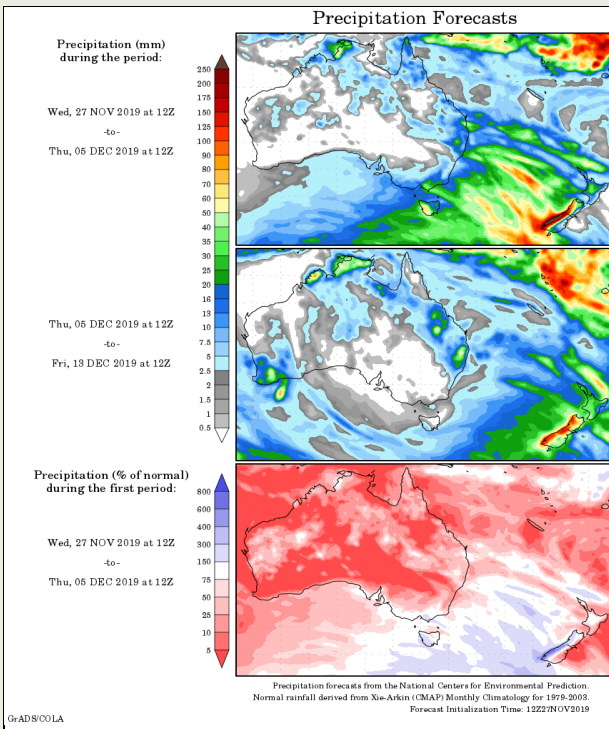 Precipitation Forecasts
Precipitation (mm)
during the period:
Wed, 27 NOV 2019 at 12Z
-to-
Thu, 05 DEC 2019 at 12Z
250
200
175
150
125
100
90
80
70
60
50
40
35
30
25
20
16
13
10
7.5
5
2.5
2
1.5
1
0.5
Thu, 05 DEC 2019 at 12Z
-to-
Fri, 13 DEC 2019 at 12Z
Precipitation (% of normal)
during the first period:
Wed, 27 NOV 2019 at 12Z
-to-
Thu, 05 DEC 2019 at 12Z
800
600
400
300
150
75
50
25
10
5
Precipitation forecasts from the National Centers for Environmental Prediction.
Normal rainfall derived from Xie-Arkin (CMAP) Monthly Climatology for 1979-2003.
Forecast Initialization Time: 12Z27NOV2019
GrADS/COLA